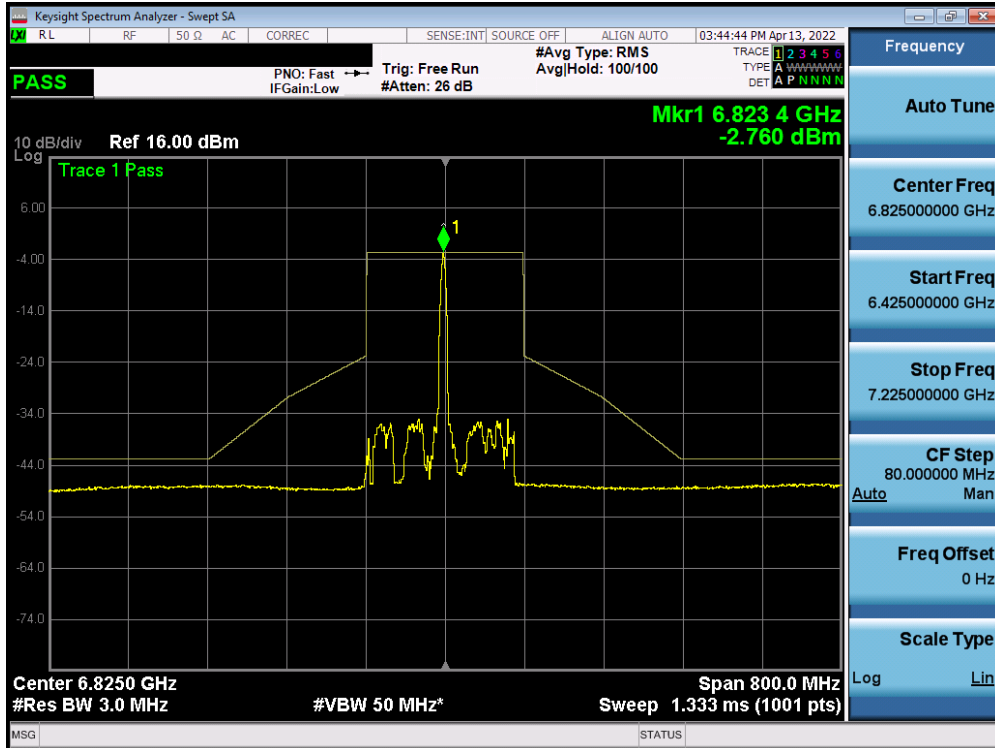 Keysight Spectrum Analyzer - Swept SA
LXI RL RF 50 Ω AC CORREC SENSE:INT SOURCE OFF ALIGN AUTO 03:44:44 PM Apr 13, 2022
PASS
PNO: Fast
IFGain:Low
Trig: Free Run
#Atten: 26 dB
#Avg Type: RMS
Avg|Hold: 100/100
TRACE 1 2 3 4 5 6
TYPE A WWWWW
DET A P N N N N
Mkr1 6.823 4 GHz
-2.760 dBm
10 dB/div Ref 16.00 dBm
Log
Trace 1 Pass
1
6.00
-4.00
-14.0
-24.0
-34.0
-44.0
-54.0
-64.0
-74.0
Center 6.8250 GHz Span 800.0 MHz
#Res BW 3.0 MHz #VBW 50 MHz* Sweep 1.333 ms (1001 pts)
MSG STATUS
Frequency
Auto Tune
Center Freq
6.825000000 GHz
Start Freq
6.425000000 GHz
Stop Freq
7.225000000 GHz
CF Step
80.000000 MHz
Auto Man
Freq Offset
0 Hz
Scale Type
Log Lin